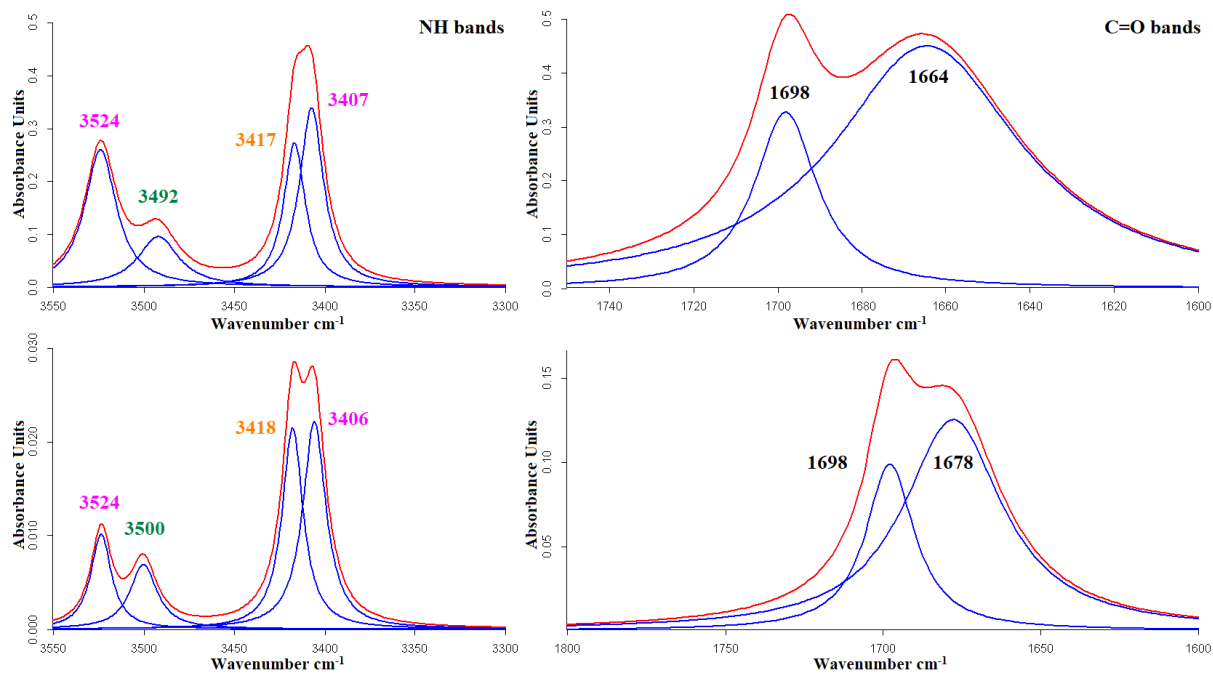 NH bands
Absorbance Units
0.0 0.1 0.2 0.3 0.4 0.5
3524
3492
3417
3407
3550 3500 3450 3400 3350 3300
Wavenumber cm-1
C=O bands
Absorbance Units
0.0 0.1 0.2 0.3 0.4 0.5
1698
1664
1740 1720 1700 1680 1660 1640 1620 1600
Wavenumber cm-1
Absorbance Units
0.000 0.010 0.020 0.030
3524
3500
3418
3406
3550 3500 3450 3400 3350 3300
Wavenumber cm-1
Absorbance Units
0.05 0.10 0.15
1698
1678
1800 1750 1700 1650 1600
Wavenumber cm-1